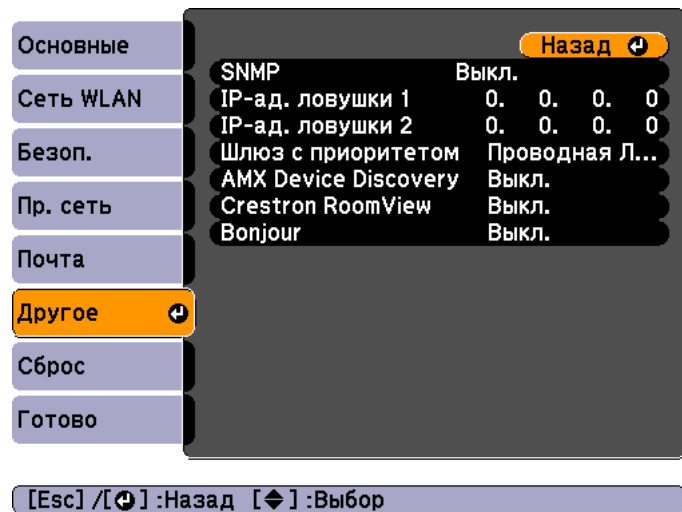 Основные
Сеть WLAN
Безоп.
Пр. сеть
Почта
Другое
Сброс
Готово
Назад
SNMP Выкл.
IP-ад. ловушки 1 0. 0. 0. 0
IP-ад. ловушки 2 0. 0. 0. 0
Шлюз с приоритетом Проводная Л...
AMX Device Discovery Выкл.
Crestron RoomView Выкл.
Bonjour Выкл.
[Esc] /[⏎] :Назад [◆] :Выбор